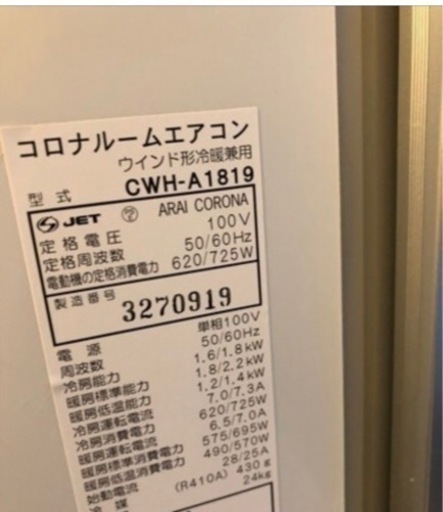 コロナルームエアコン
ウインド形冷暖兼用
型式 CWH-A1819
JET ARAI CORONA
定格電圧 100V
定格周波数 50/60Hz
電動機の定格消費電力 620/725W
製造番号 3270919
電源 単相100V
周波数 50/60Hz
冷房能力 1.6/1.8kW
暖房標準能力 1.8/2.2kW
暖房低温能力 1.2/1.4kW
冷房運転電流 7.0/7.3A
冷房消費電力 620/725W
暖房運転電流 6.5/7.0A
暖房標準消費電力 575/695W
暖房低温消費電力 490/570W
始動電流 28/25A
冷媒 (R410A) 430g
24kg